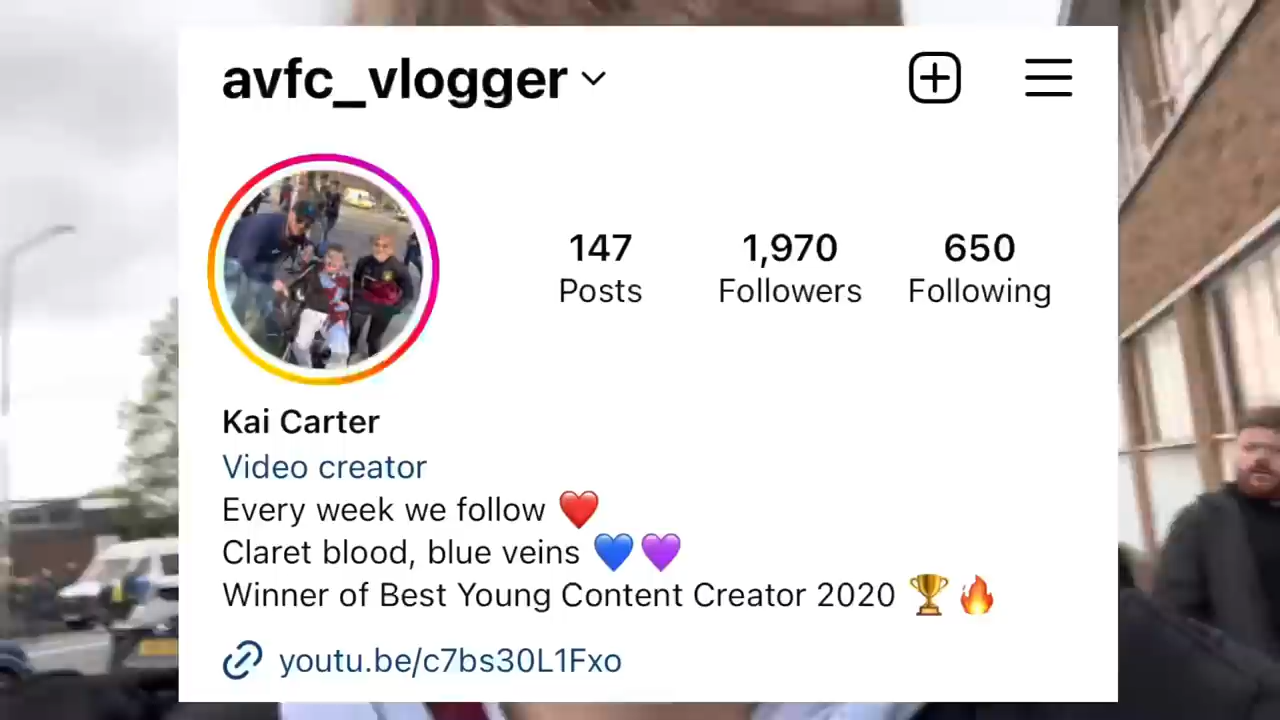 avfc_vlogger
147
Posts
1,970
Followers
650
Following
Kai Carter
Video creator
Every week we follow ❤️
Claret blood, blue veins 💙💜
Winner of Best Young Content Creator 2020 🏆🔥
youtu.be/c7bs30L1Fxo